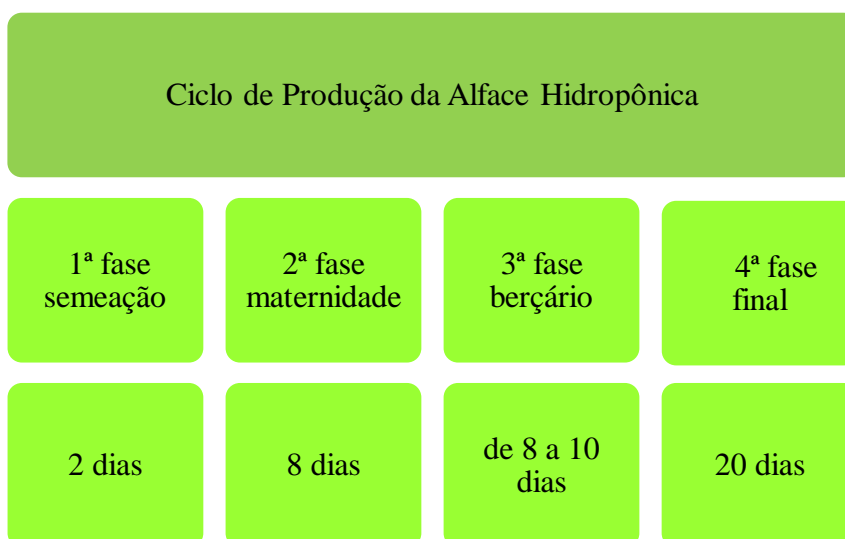 Ciclo de Produção da Alface Hidropônica
1ª fase
semeação
2ª fase
maternidade
3ª fase
berçário
4ª fase
final
2 dias
8 dias
de 8 a 10
dias
20 dias